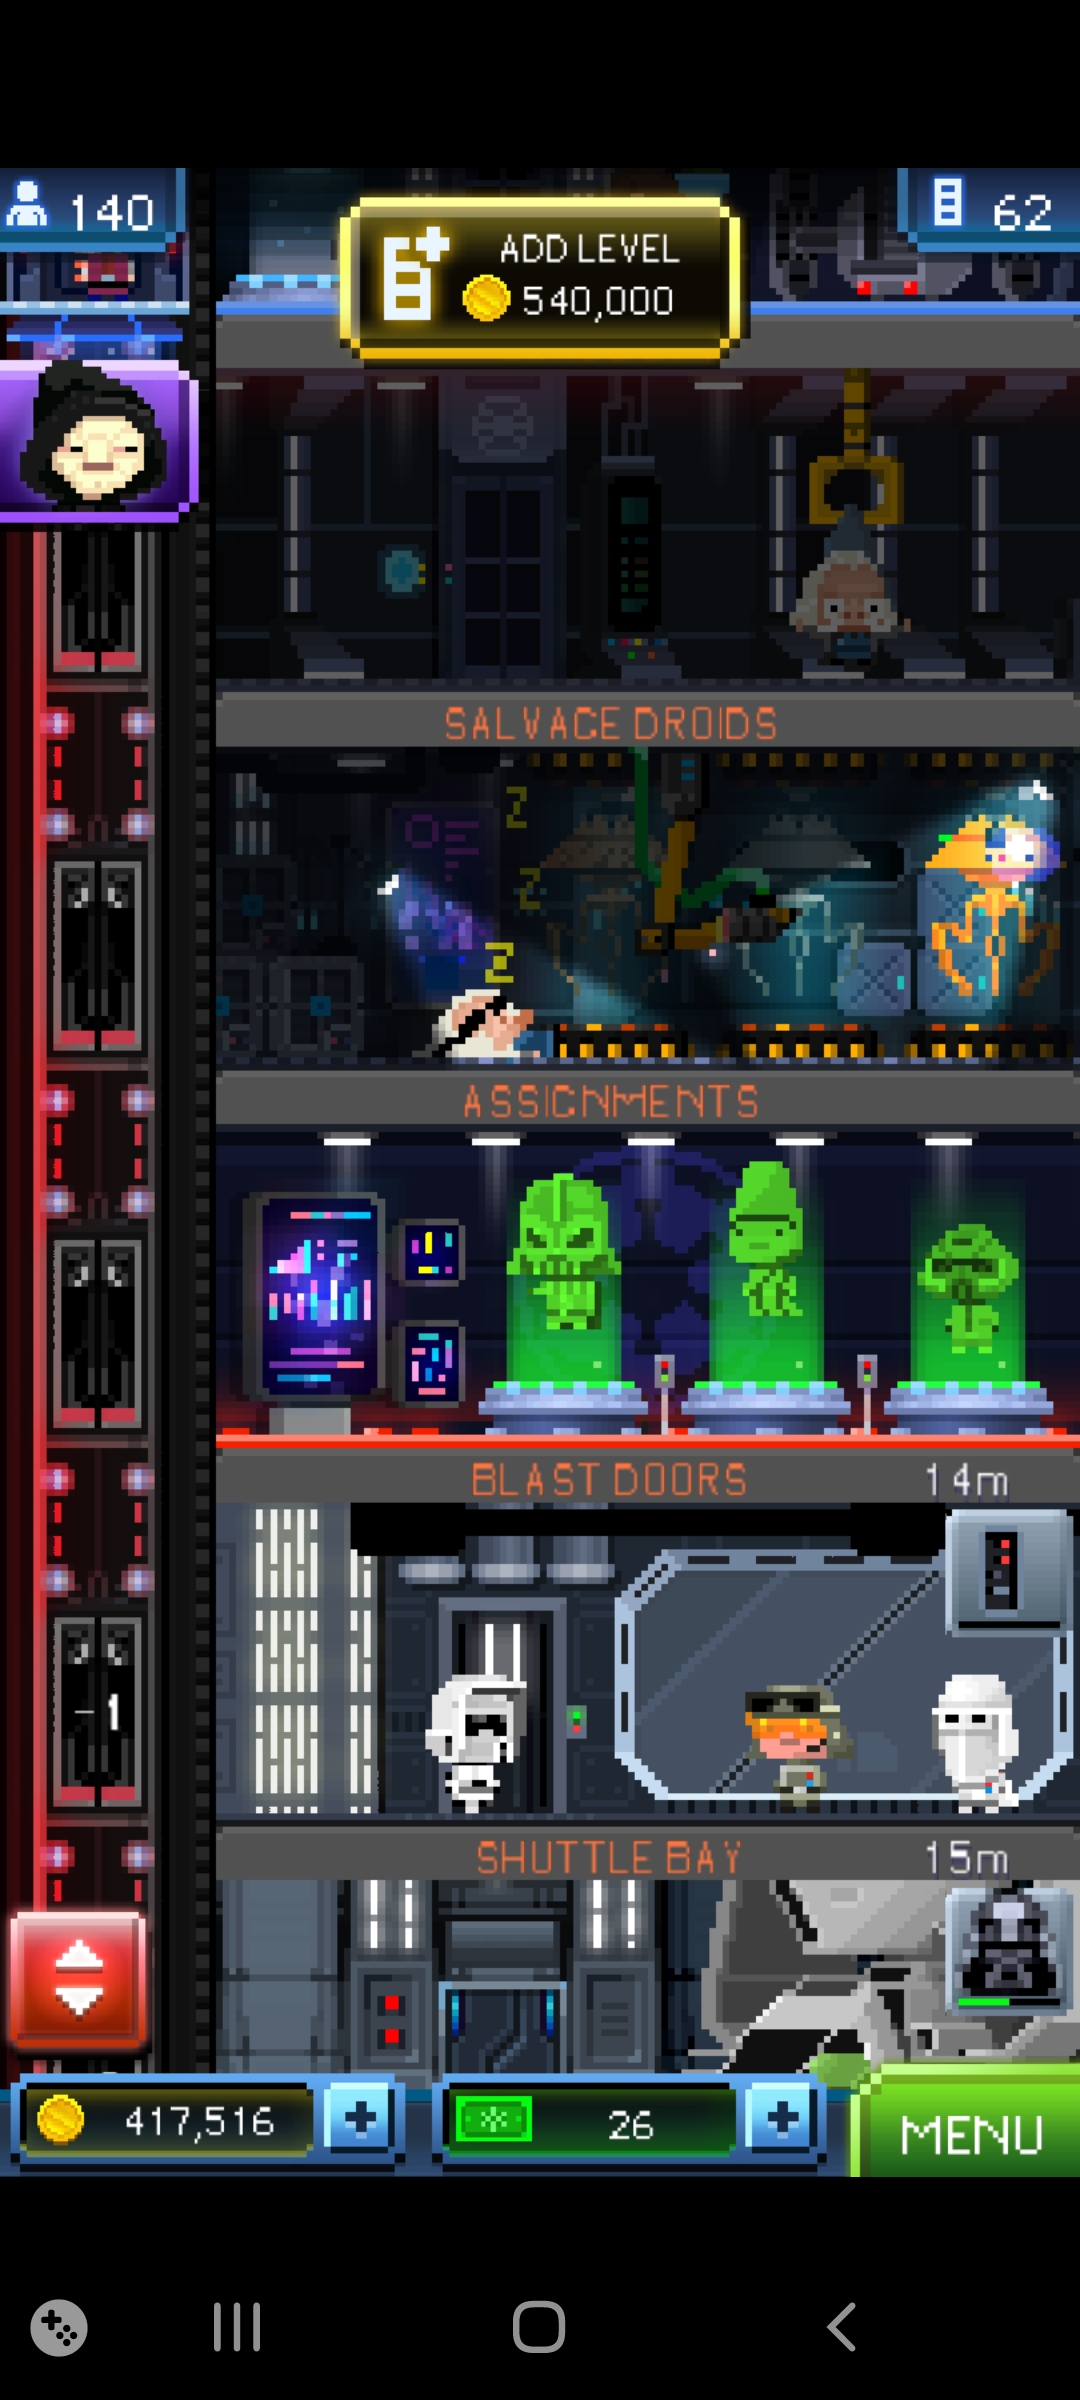 140
62
ADD LEVEL
540,000
SALVAGE DROIDS
Z
Z
Z
ASSIGNMENTS
BLAST DOORS 14m
-1
SHUTTLE BAY 15m
417,516
26
MENU